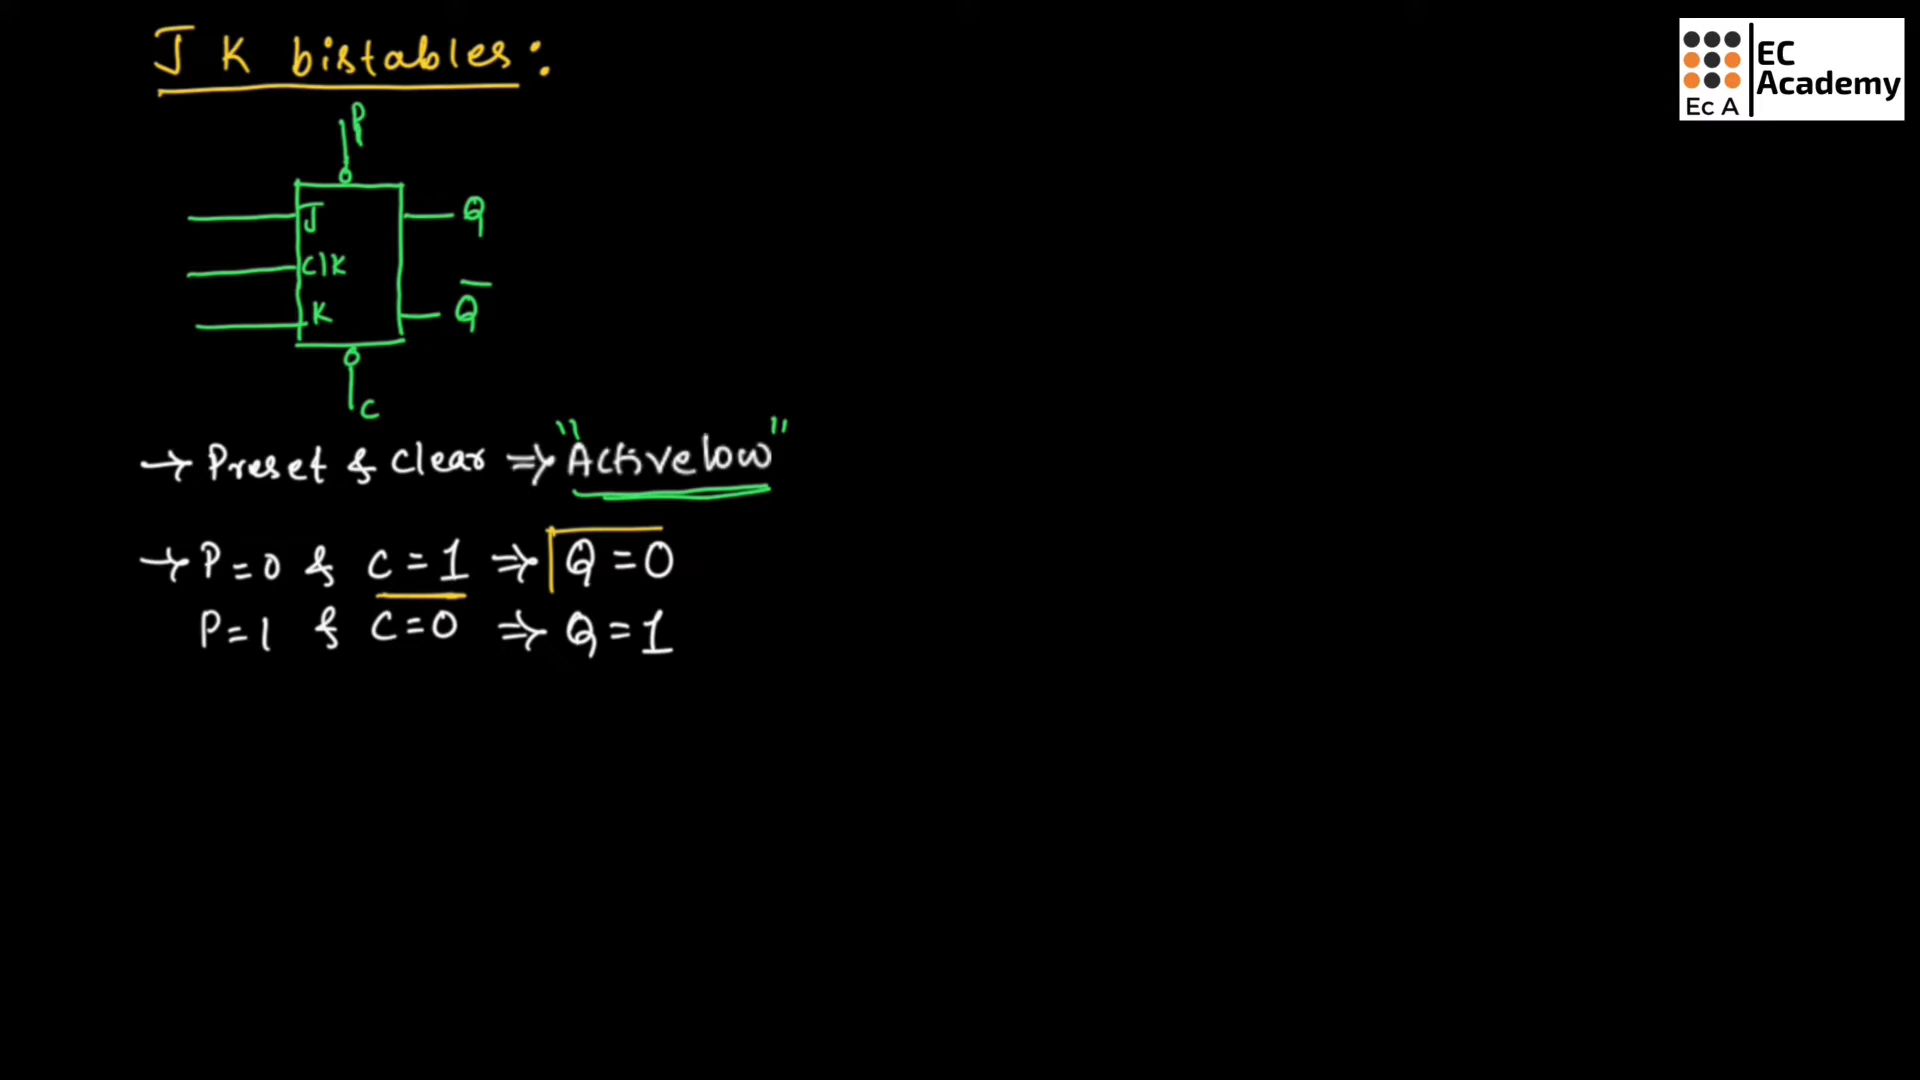 J K bistables :
EC
Academy
Ec A
P
J
Q
Clk
K
Q̅
C
→ Preset & clear ⇒ "Active low"
→ P=0 & C=1 ⇒ Q=0
P=1 & C=0 ⇒ Q=1